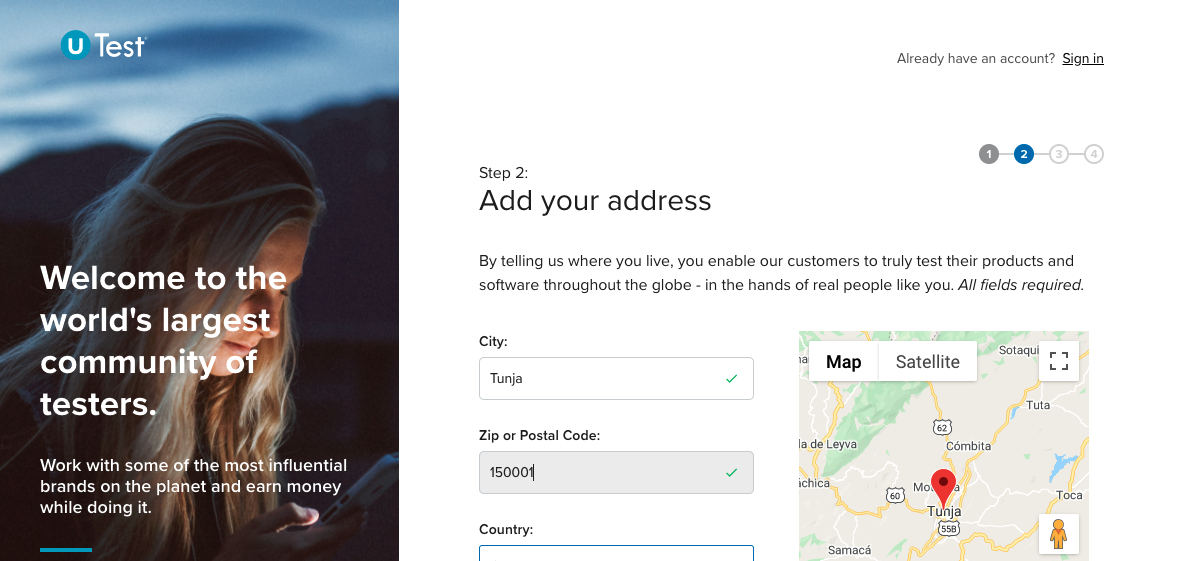 U Test
Already have an account? Sign in
1 2 3 4
Step 2:
Add your address
Welcome to the
world's largest
community of
testers.
Work with some of the most influential
brands on the planet and earn money
while doing it.
By telling us where you live, you enable our customers to truly test their products and
software throughout the globe - in the hands of real people like you. All fields required.
City:
Tunja
Zip or Postal Code:
150001
Country:
Map Satellite
Sotaqui
Tuta
62
la de Leyva
Cómbita
áchica
60
Toca
Tunja
55B
Samacá